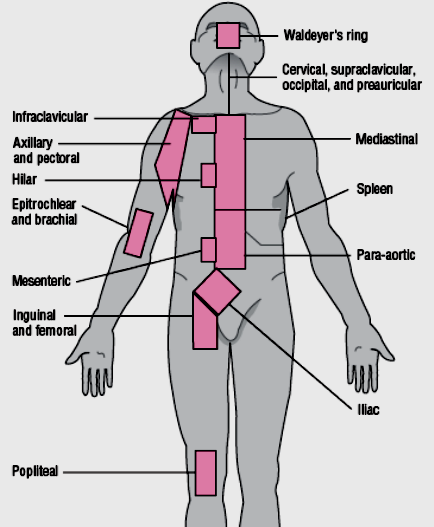 Waldeyer's ring
Cervical, supraclavicular,
occipital, and preauricular
Infraclavicular
Axillary
and pectoral
Mediastinal
Hilar
Spleen
Epitrochlear
and brachial
Para-aortic
Mesenteric
Inguinal
and femoral
Iliac
Popliteal